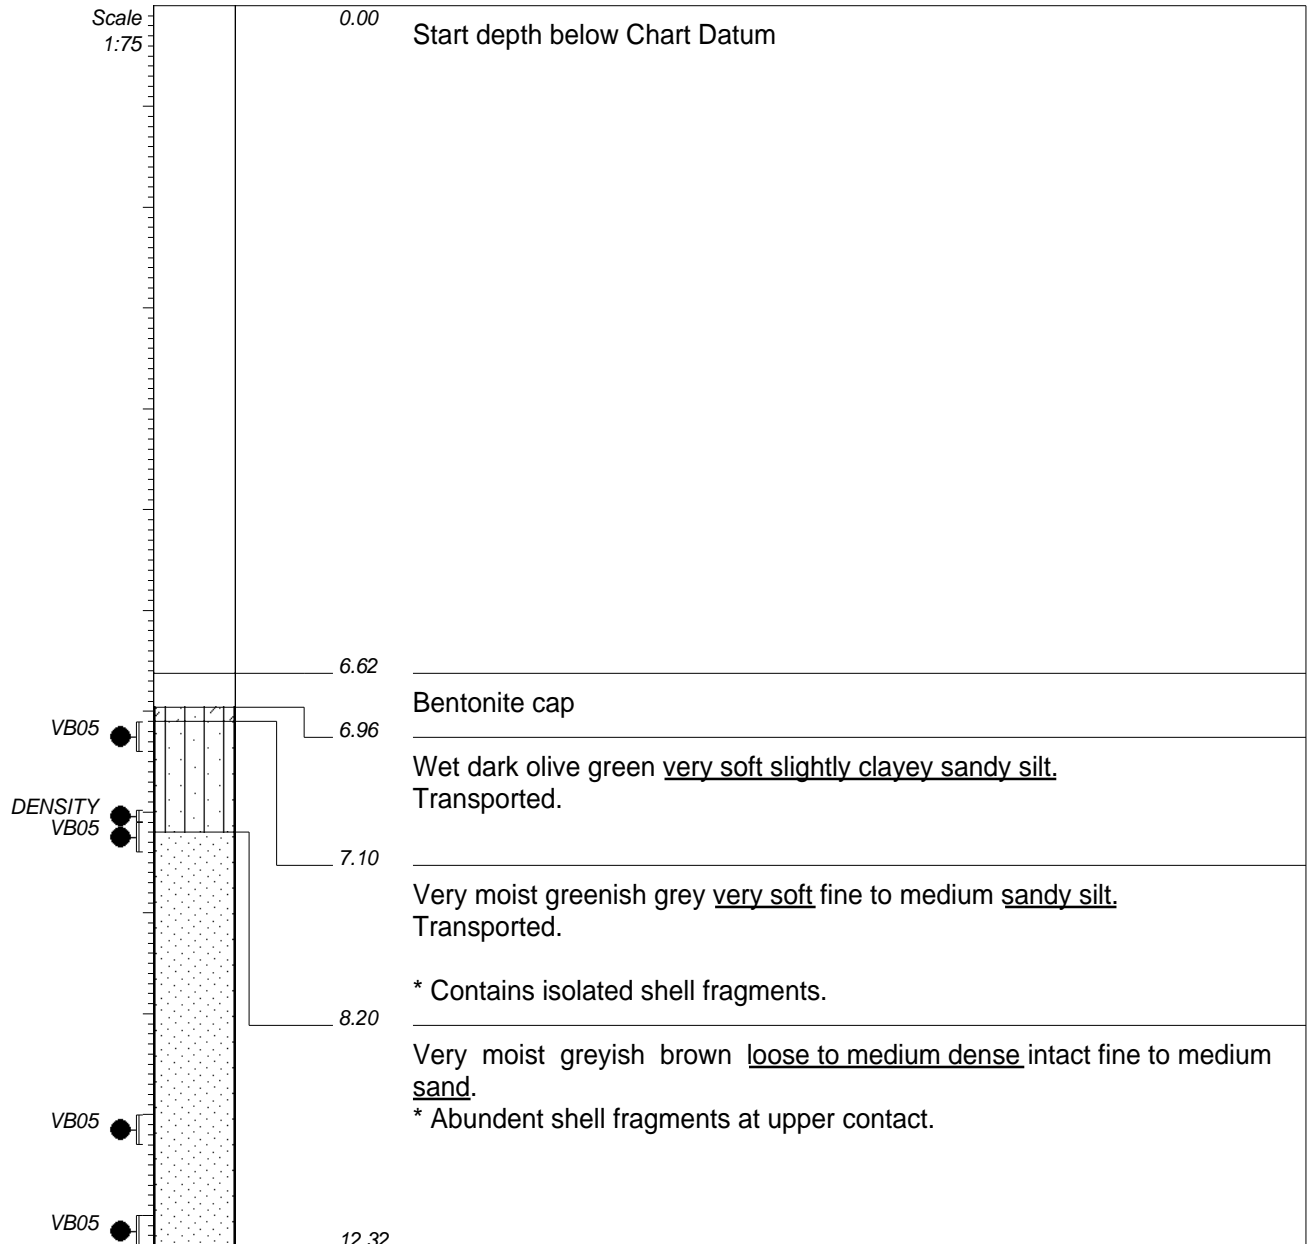 Scale
1:75
0.00
Start depth below Chart Datum
6.62
Bentonite cap
VB05
6.96
Wet dark olive green very soft slightly clayey sandy silt.
Transported.
DENSITY
VB05
7.10
Very moist greenish grey very soft fine to medium sandy silt.
Transported.
* Contains isolated shell fragments.
8.20
Very moist greyish brown loose to medium dense intact fine to medium
sand.
* Abundent shell fragments at upper contact.
VB05
VB05
12.32